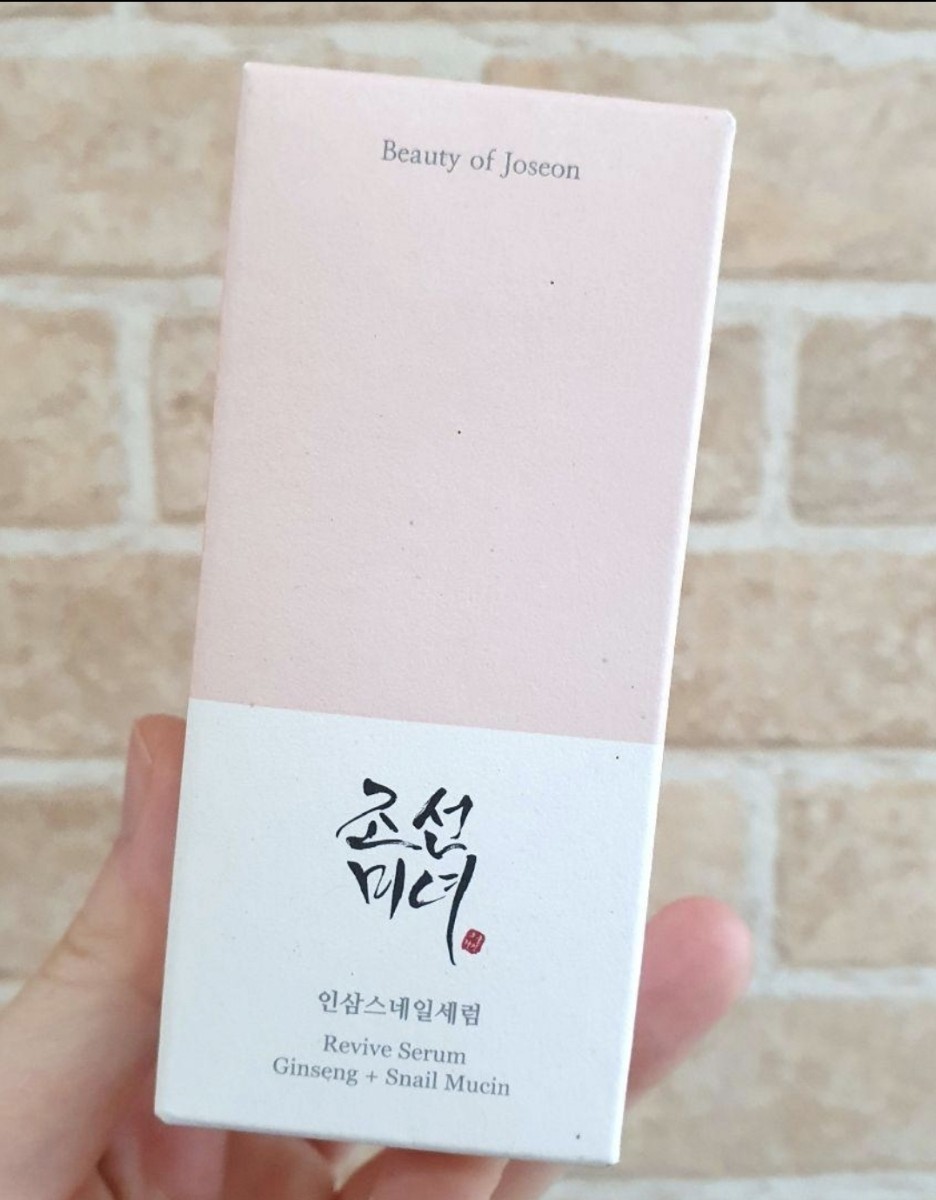 Beauty of Joseon
조선
미녀
인삼스네일세럼
Revive Serum
Ginseng + Snail Mucin